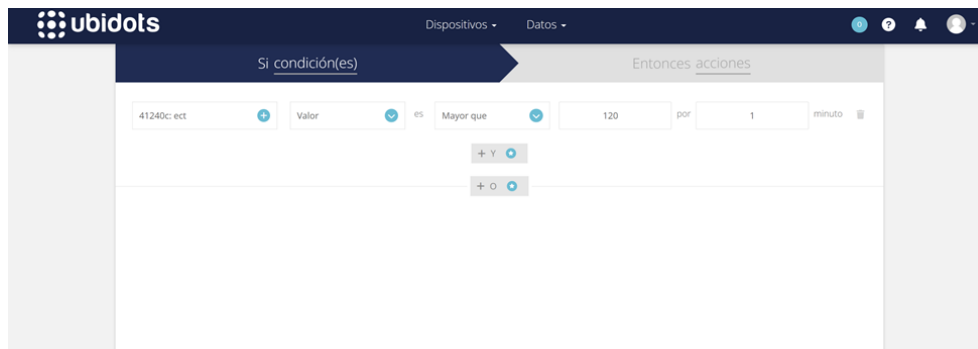 ubidots Dispositivos Datos 0 ?
Si condición(es) Entonces acciones
41240c: ect Valor es Mayor que 120 por 1 minuto
+ Y
+ O